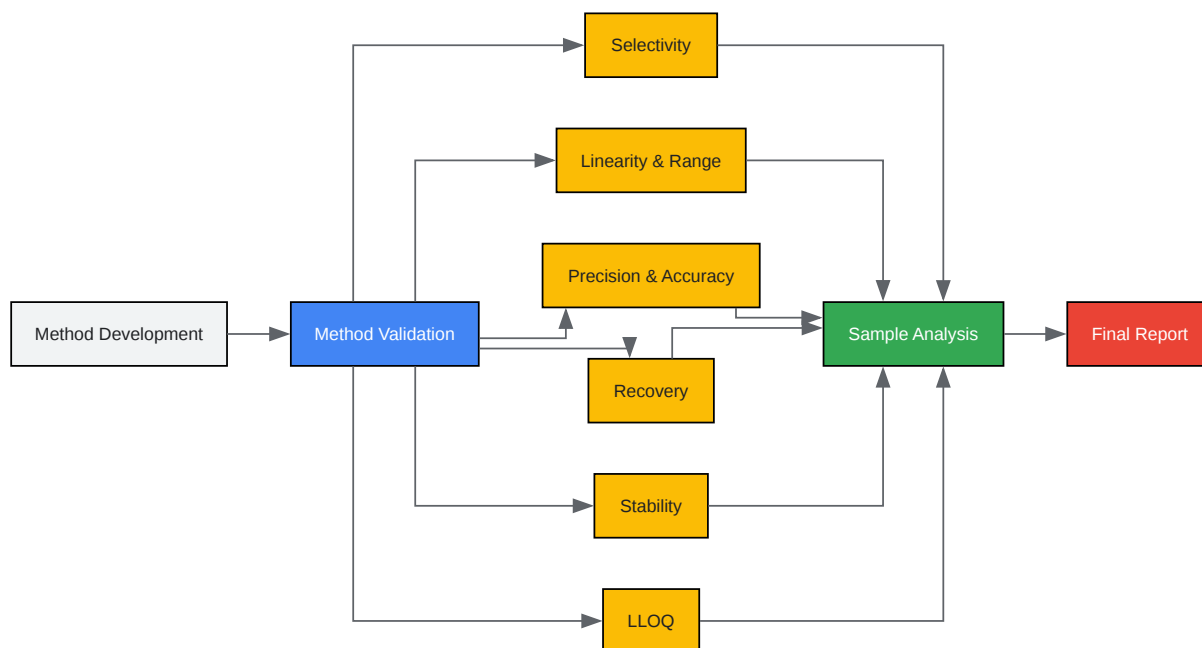 Selectivity
Linearity & Range
Precision & Accuracy
Method Development
Method Validation
Sample Analysis
Final Report
Recovery
Stability
LLOQ